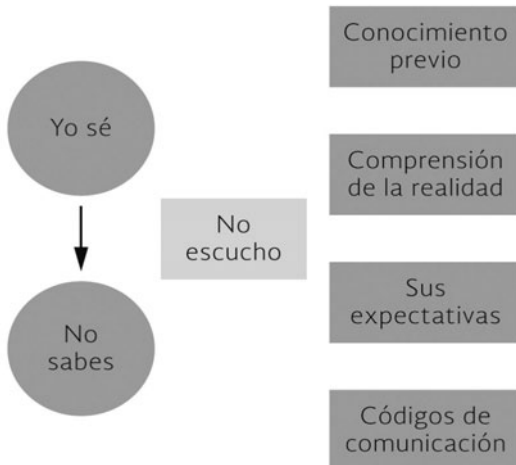 Yo sé
No
sabes
No
escucho
Conocimiento
previo
Comprensión
de la realidad
Sus
expectativas
Códigos de
comunicación